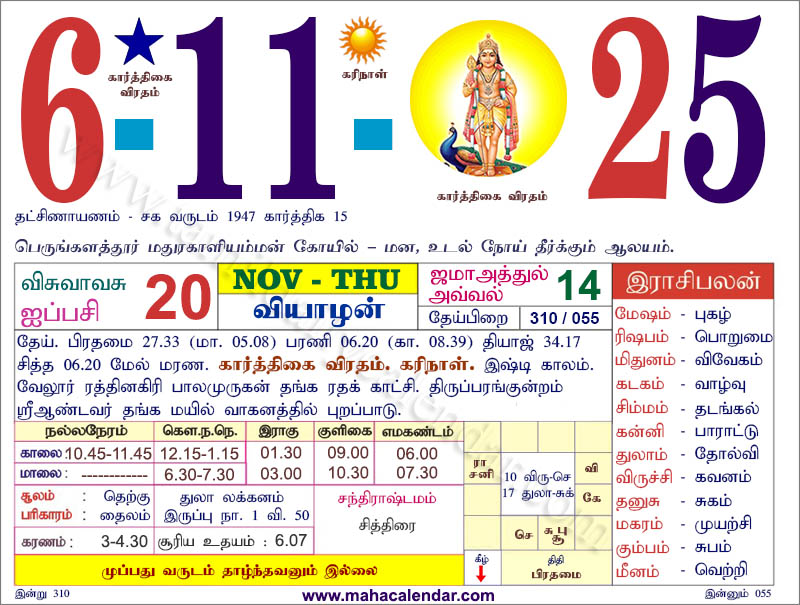 6 - 11 - 25
கார்த்திகை
விரதம்
கரிநாள்
கார்த்திகை விரதம்
தட்சிணாயணம் - சக வருடம் 1947 கார்த்திக 15
பெருங்களத்தூர் மதுரகாளியம்மன் கோயில் – மன, உடல் நோய் தீர்க்கும் ஆலயம்.
விசுவாவசு
ஐப்பசி 20
NOV - THU
வியாழன்
ஜமாஅத்துல்
அவ்வல் 14
தேய்பிறை 310 / 055
தேய். பிரதமை 27.33 (மா. 05.08) பரணி 06.20 (கா. 08.39) தியாஜ் 34.17
சித்த 06.20 மேல் மரண. கார்த்திகை விரதம். கரிநாள். இஷ்டி காலம்.
வேலூர் ரத்தினகிரி பாலமுருகன் தங்க ரதக் காட்சி. திருப்பரங்குன்றம்
ஸ்ரீஆண்டவர் தங்க மயில் வாகனத்தில் புறப்பாடு.
நல்லநேரம் கௌ.ந.நெ. இராகு குளிகை எமகண்டம்
காலை: 10.45-11.45 12.15-1.15 01.30 09.00 06.00
மாலை: ------------ 6.30-7.30 03.00 10.30 07.30
சூலம் : தெற்கு துலா லக்கனம்
பரிகாரம் : தைலம் இருப்பு நா. 1 வி. 50
சந்திராஷ்டமம்
சித்திரை
கரணம் : 3-4.30 சூரிய உதயம் : 6.07
முப்பது வருடம் தாழ்ந்தவனும் இல்லை
ரா
சனி
10 விரு-செ
17 துலா-சுக்
வி
கே
செ
சு பு
சூ
கீழ்
திதி
பிரதமை
இராசிபலன்
மேஷம் - புகழ்
ரிஷபம் - பொறுமை
மிதுனம் - விவேகம்
கடகம் - வாழ்வு
சிம்மம் - தடங்கல்
கன்னி - பாராட்டு
துலாம் - தோல்வி
விருச்சி - கவனம்
தனுசு - சுகம்
மகரம் - முயற்சி
கும்பம் - சுபம்
மீனம் - வெற்றி
இன்று 310
www.mahacalendar.com
இன்னும் 055